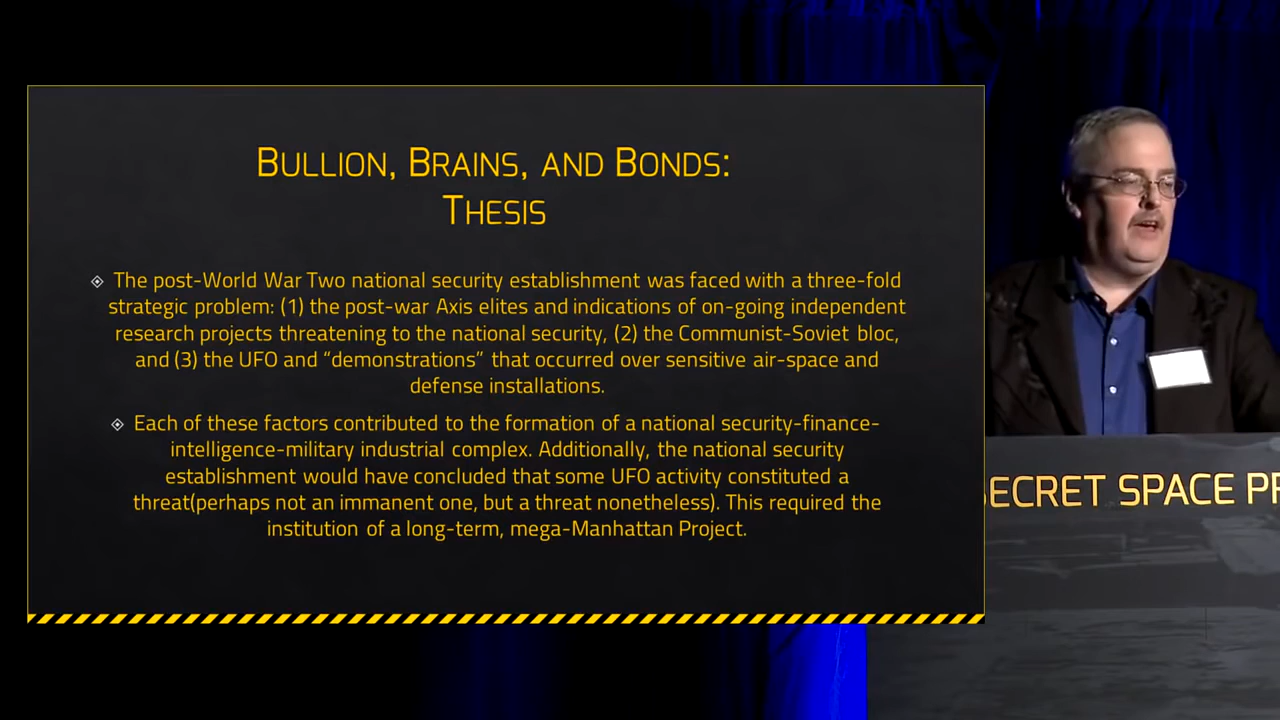 BULLION, BRAINS, AND BONDS:
THESIS
The post-World War Two national security establishment was faced with a three-fold
strategic problem: (1) the post-war Axis elites and indications of on-going independent
research projects threatening to the national security, (2) the Communist-Soviet bloc,
and (3) the UFO and “demonstrations” that occurred over sensitive air-space and
defense installations.
Each of these factors contributed to the formation of a national security-finance-
intelligence-military industrial complex. Additionally, the national security
establishment would have concluded that some UFO activity constituted a
threat(perhaps not an immanent one, but a threat nonetheless). This required the
institution of a long-term, mega-Manhattan Project.
SECRET SPACE PR